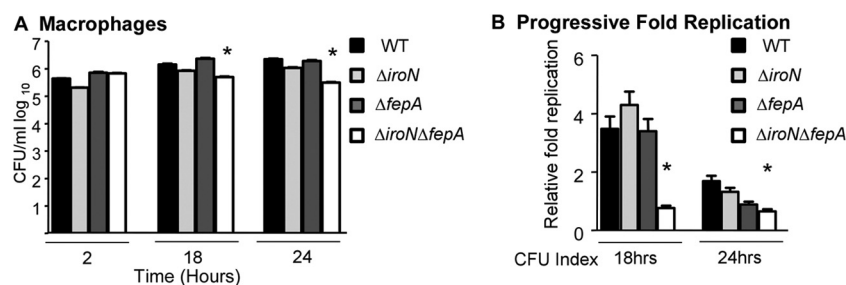 A Macrophages
CFU/ml log 10
7
6
5
4
3
2
1
* *
2 18 24
Time (Hours)
WT
ΔiroN
ΔfepA
ΔiroNΔfepA
B Progressive Fold Replication
Relative fold replication
6
4
2
0
* *
CFU Index 18hrs 24hrs
WT
ΔiroN
ΔfepA
ΔiroNΔfepA